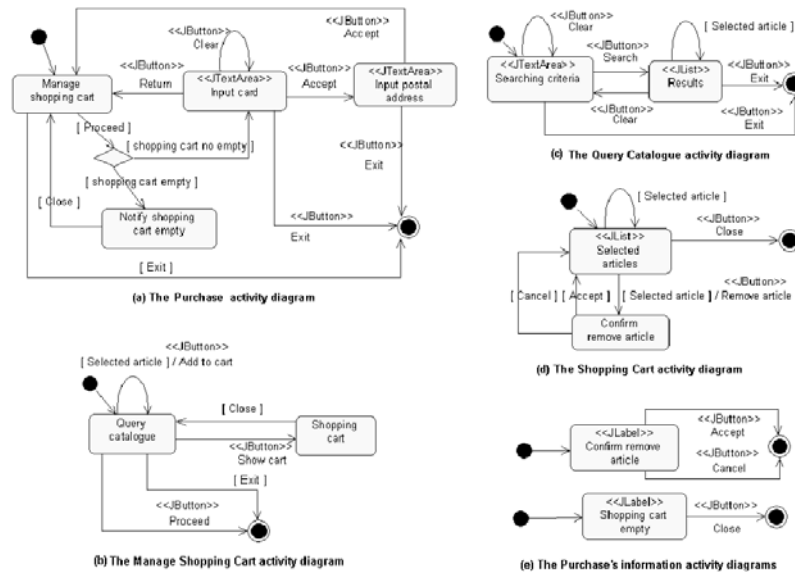 <<JButton>>
Clear
<<JButton>>
Accept
<<JTextArea>>
Input card
<<JButton>>
Return
<<JButton>>
Accept
<<JTextArea>>
Input postal
address
Manage
shopping cart
[ Proceed ]
[ shopping cart no empty ]
[ shopping cart empty ]
[ Close ]
Notify shopping
cart empty
<<JButton>>
Exit
<<JButton>>
Exit
[ Exit ]
(a) The Purchase activity diagram
<<JButton>>
[ Selected article ] / Add to cart
Query
catalogue
[ Close ]
Shopping
cart
<<JButton>>
Show cart
[ Exit ]
<<JButton>>
Proceed
(b) The Manage Shopping Cart activity diagram
<<JButton>>
Clear
[ Selected article ]
<<JTextArea>>
Searching criteria
<<JButton>>
Search
<<JList>>
Results
<<JButton>>
Exit
<<JButton>>
Clear
<<JButton>>
Exit
(c) The Query Catalogue activity diagram
[ Selected article ]
<<JList>>
Selected
articles
<<JButton>>
Close
<<JButton>>
[ Cancel ] [ Accept ] [ Selected article ] / Remove article
Confirm
remove article
(d) The Shopping Cart activity diagram
<<JLabel>>
Confirm remove
article
<<JButton>>
Accept
<<JButton>>
Cancel
<<JLabel>>
Shopping cart
empty
<<JButton>>
Close
(e) The Purchase's information activity diagrams